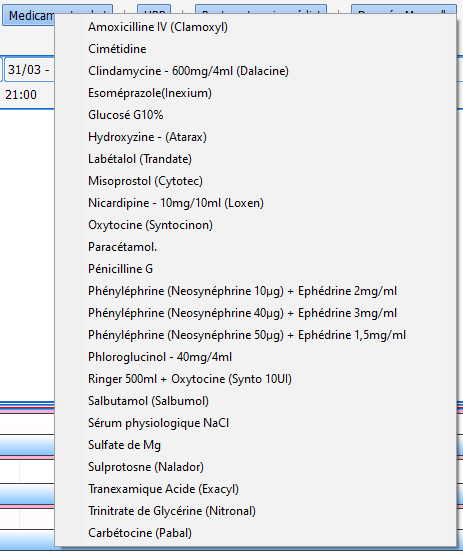 31/03 -
21:00
Amoxicilline IV (Clamoxyl)
Cimétidine
Clindamycine - 600mg/4ml (Dalacine)
Esoméprazole(Inexium)
Glucosé G10%
Hydroxyzine - (Atarax)
Labétalol (Trandate)
Misoprostol (Cytotec)
Nicardipine - 10mg/10ml (Loxen)
Oxytocine (Syntocinon)
Paracétamol.
Pénicilline G
Phényléphrine (Neosynéphrine 10µg) + Ephédrine 2mg/ml
Phényléphrine (Neosynéphrine 40µg) + Ephédrine 3mg/ml
Phényléphrine (Neosynéphrine 50µg) + Ephédrine 1,5mg/ml
Phloroglucinol - 40mg/4ml
Ringer 500ml + Oxytocine (Synto 10UI)
Salbutamol (Salbumol)
Sérum physiologique NaCl
Sulfate de Mg
Sulprotosne (Nalador)
Tranexamique Acide (Exacyl)
Trinitrate de Glycérine (Nitronal)
Carbétocine (Pabal)